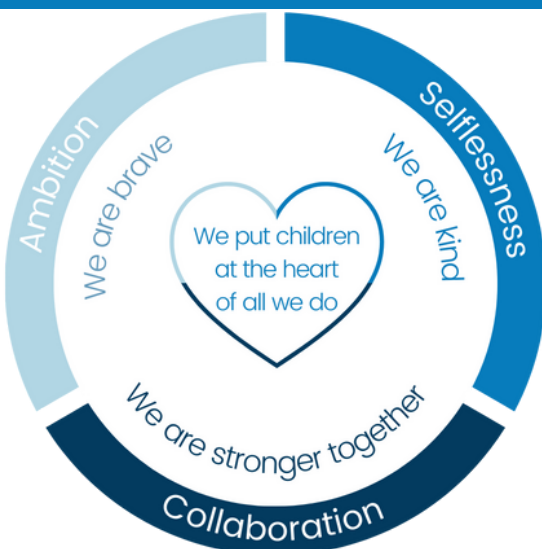 Ambition
We are brave
Selflessness
We are kind
We put children
at the heart
of all we do
We are stronger together
Collaboration